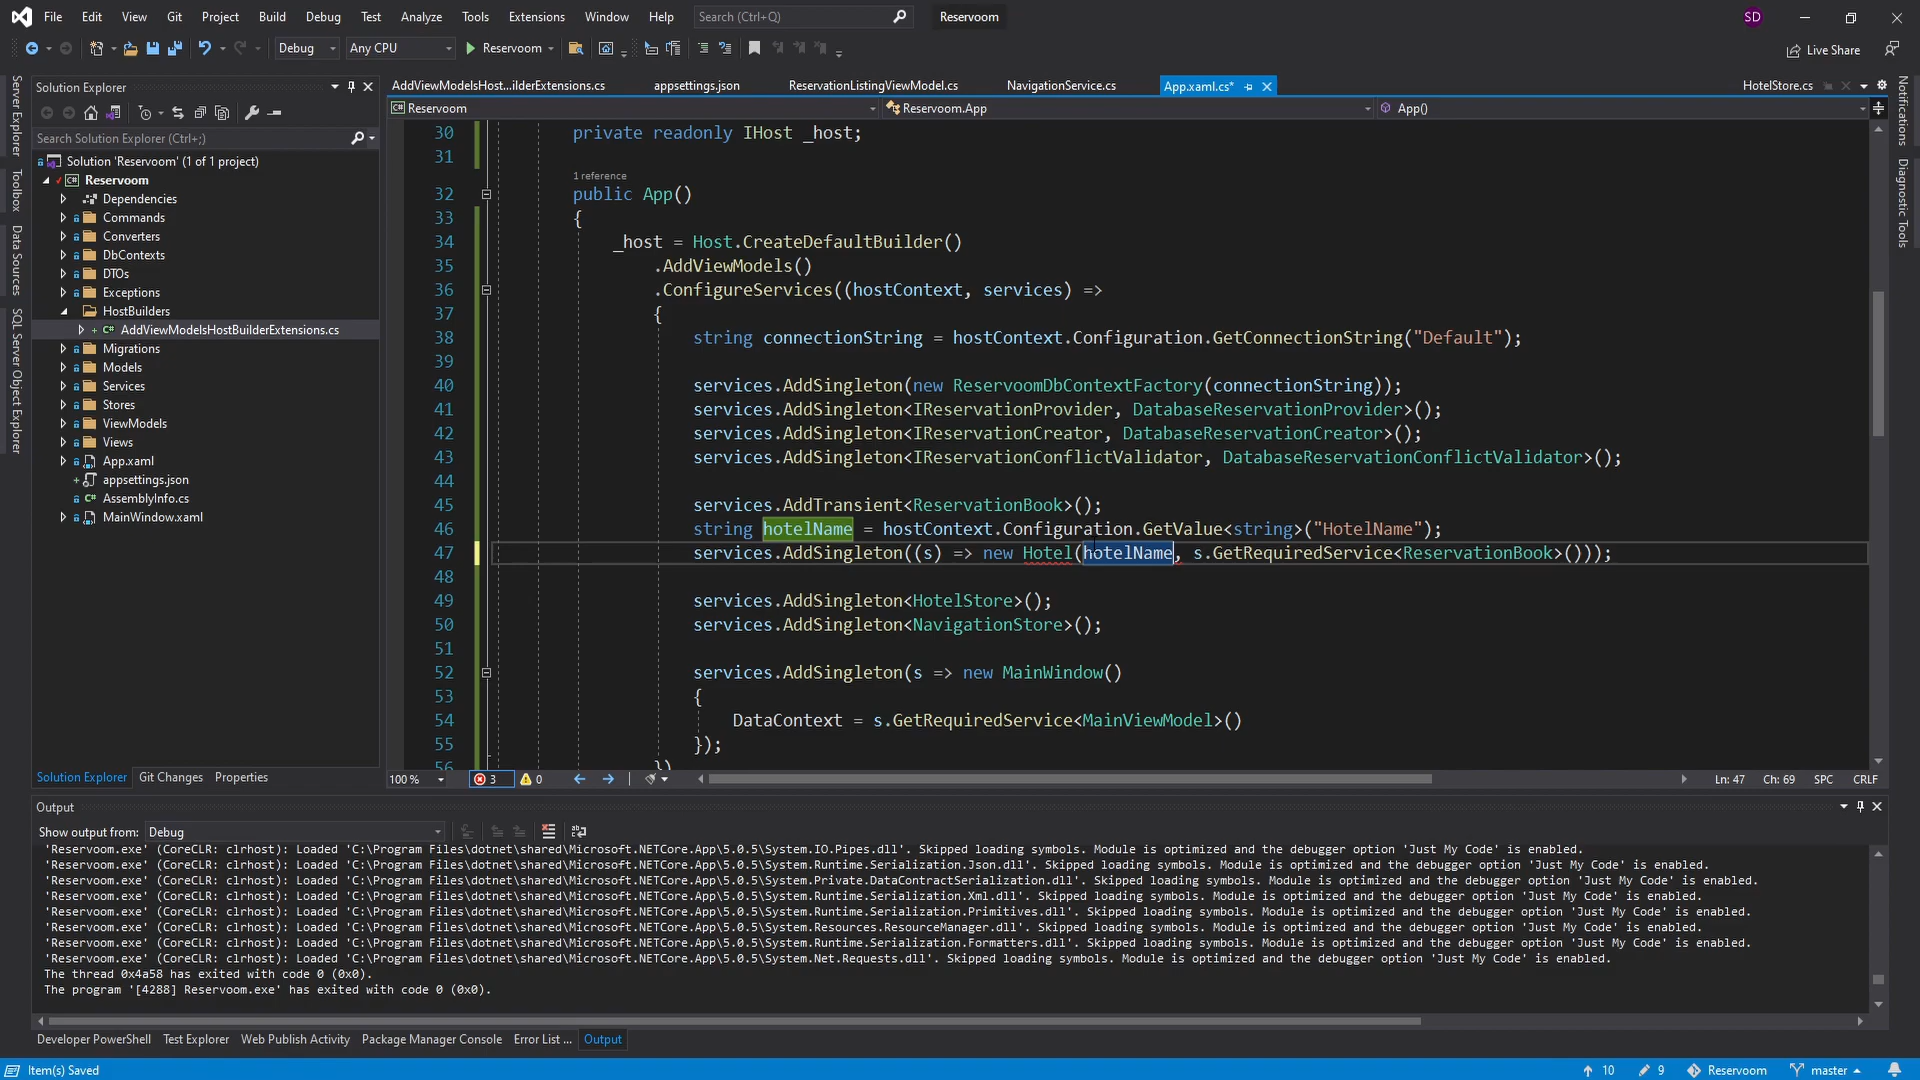 File Edit View Git Project Build Debug Test Analyze Tools Extensions Window Help Search (Ctrl+Q) Reservoom SD
Debug Any CPU Reservoom Live Share
Server Explorer
Toolbox
Data Sources
SQL Server Object Explorer
Solution Explorer
Search Solution Explorer (Ctrl+;)
Solution 'Reservoom' (1 of 1 project)
Reservoom
Dependencies
Commands
Converters
DbContexts
DTOs
Exceptions
HostBuilders
AddViewModelsHostBuilderExtensions.cs
Migrations
Models
Services
Stores
ViewModels
Views
App.xaml
appsettings.json
AssemblyInfo.cs
MainWindow.xaml
Solution Explorer Git Changes Properties
AddViewModelsHost...ilderExtensions.cs appsettings.json ReservationListingViewModel.cs NavigationService.cs App.xaml.cs* HotelStore.cs
Reservoom Reservoom.App App()
30 private readonly IHost _host;
31
1 reference
32 public App()
33 {
34 _host = Host.CreateDefaultBuilder()
35 .AddViewModels()
36 .ConfigureServices((hostContext, services) =>
37 {
38 string connectionString = hostContext.Configuration.GetConnectionString("Default");
39
40 services.AddSingleton(new ReservoomDbContextFactory(connectionString));
41 services.AddSingleton<IReservationProvider, DatabaseReservationProvider>();
42 services.AddSingleton<IReservationCreator, DatabaseReservationCreator>();
43 services.AddSingleton<IReservationConflictValidator, DatabaseReservationConflictValidator>();
44
45 services.AddTransient<ReservationBook>();
46 string hotelName = hostContext.Configuration.GetValue<string>("HotelName");
47 services.AddSingleton((s) => new Hotel(hotelName, s.GetRequiredService<ReservationBook>()));
48
49 services.AddSingleton<HotelStore>();
50 services.AddSingleton<NavigationStore>();
51
52 services.AddSingleton(s => new MainWindow()
53 {
54 DataContext = s.GetRequiredService<MainViewModel>()
55 });
56 })
100 % 3 0 Ln: 47 Ch: 69 SPC CRLF
Notifications
Diagnostic Tools
Output
Show output from: Debug
'Reservoom.exe' (CoreCLR: clrhost): Loaded 'C:\Program Files\dotnet\shared\Microsoft.NETCore.App\5.0.5\System.IO.Pipes.dll'. Skipped loading symbols. Module is optimized and the debugger option 'Just My Code' is enabled.
'Reservoom.exe' (CoreCLR: clrhost): Loaded 'C:\Program Files\dotnet\shared\Microsoft.NETCore.App\5.0.5\System.Runtime.Serialization.Json.dll'. Skipped loading symbols. Module is optimized and the debugger option 'Just My Code' is enabled.
'Reservoom.exe' (CoreCLR: clrhost): Loaded 'C:\Program Files\dotnet\shared\Microsoft.NETCore.App\5.0.5\System.Private.DataContractSerialization.dll'. Skipped loading symbols. Module is optimized and the debugger option 'Just My Code' is enabled.
'Reservoom.exe' (CoreCLR: clrhost): Loaded 'C:\Program Files\dotnet\shared\Microsoft.NETCore.App\5.0.5\System.Runtime.Serialization.Xml.dll'. Skipped loading symbols. Module is optimized and the debugger option 'Just My Code' is enabled.
'Reservoom.exe' (CoreCLR: clrhost): Loaded 'C:\Program Files\dotnet\shared\Microsoft.NETCore.App\5.0.5\System.Runtime.Serialization.Primitives.dll'. Skipped loading symbols. Module is optimized and the debugger option 'Just My Code' is enabled.
'Reservoom.exe' (CoreCLR: clrhost): Loaded 'C:\Program Files\dotnet\shared\Microsoft.NETCore.App\5.0.5\System.Resources.ResourceManager.dll'. Skipped loading symbols. Module is optimized and the debugger option 'Just My Code' is enabled.
'Reservoom.exe' (CoreCLR: clrhost): Loaded 'C:\Program Files\dotnet\shared\Microsoft.NETCore.App\5.0.5\System.Runtime.Serialization.Formatters.dll'. Skipped loading symbols. Module is optimized and the debugger option 'Just My Code' is enabled.
'Reservoom.exe' (CoreCLR: clrhost): Loaded 'C:\Program Files\dotnet\shared\Microsoft.NETCore.App\5.0.5\System.Net.Requests.dll'. Skipped loading symbols. Module is optimized and the debugger option 'Just My Code' is enabled.
The thread 0x4a58 has exited with code 0 (0x0).
The program '[4288] Reservoom.exe' has exited with code 0 (0x0).
Developer PowerShell Test Explorer Web Publish Activity Package Manager Console Error List ... Output
Item(s) Saved 10 9 Reservoom master